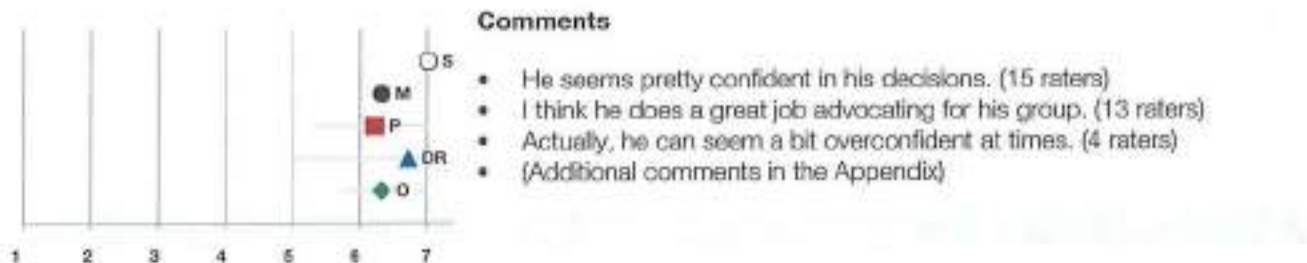 Comments
S
• He seems pretty confident in his decisions. (15 raters)
M
• I think he does a great job advocating for his group. (13 raters)
P
• Actually, he can seem a bit overconfident at times. (4 raters)
DR
• (Additional comments in the Appendix)
O
1 2 3 4 5 6 7